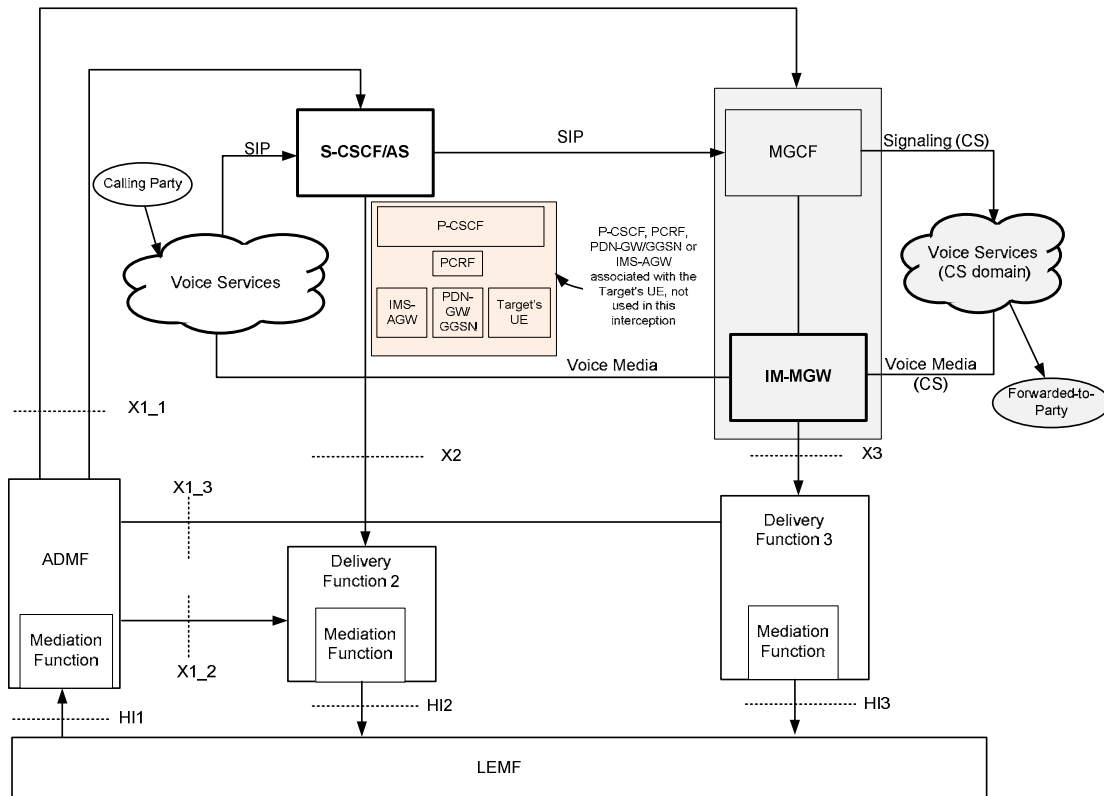 SIP
S-CSCF/AS
SIP
MGCF
Signaling (CS)
Calling Party
Voice Services
P-CSCF
PCRF
IMS-
AGW
PDN-
GW/
GGSN
Target's
UE
P-CSCF, PCRF,
PDN-GW/GGSN or
IMS-AGW
associated with the
Target's UE, not
used in this
interception
Voice Services
(CS domain)
Voice Media
IM-MGW
Voice Media
(CS)
Forwarded-to-
Party
X1_1
X2
X3
X1_3
ADMF
Mediation
Function
X1_2
Delivery
Function 2
Mediation
Function
Delivery
Function 3
Mediation
Function
HI1
HI2
HI3
LEMF